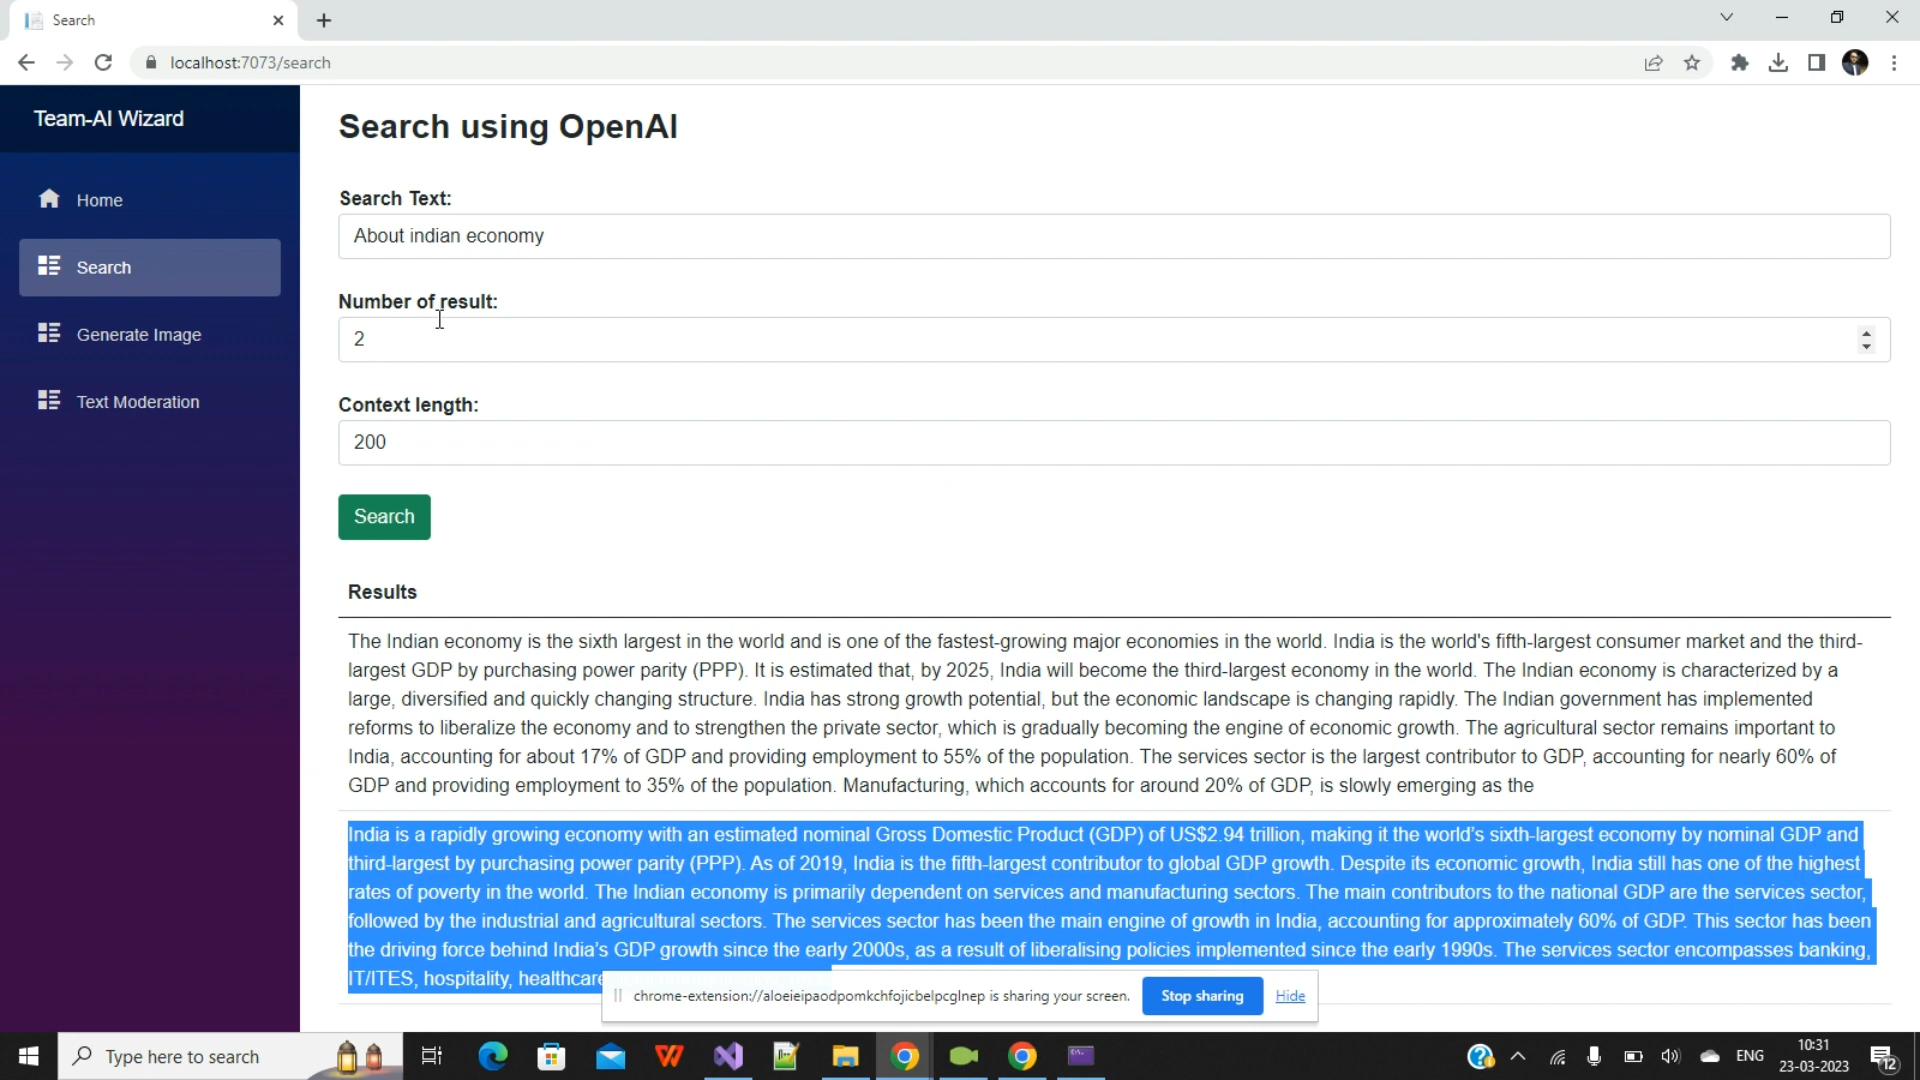 Search
localhost:7073/search
Team-AI Wizard
Home
Search
Generate Image
Text Moderation
Search using OpenAI
Search Text:
About indian economy
Number of result:
2
Context length:
200
Search
Results
The Indian economy is the sixth largest in the world and is one of the fastest-growing major economies in the world. India is the world's fifth-largest consumer market and the third-
largest GDP by purchasing power parity (PPP). It is estimated that, by 2025, India will become the third-largest economy in the world. The Indian economy is characterized by a
large, diversified and quickly changing structure. India has strong growth potential, but the economic landscape is changing rapidly. The Indian government has implemented
reforms to liberalize the economy and to strengthen the private sector, which is gradually becoming the engine of economic growth. The agricultural sector remains important to
India, accounting for about 17% of GDP and providing employment to 55% of the population. The services sector is the largest contributor to GDP, accounting for nearly 60% of
GDP and providing employment to 35% of the population. Manufacturing, which accounts for around 20% of GDP, is slowly emerging as the
India is a rapidly growing economy with an estimated nominal Gross Domestic Product (GDP) of US$2.94 trillion, making it the world's sixth-largest economy by nominal GDP and
third-largest by purchasing power parity (PPP). As of 2019, India is the fifth-largest contributor to global GDP growth. Despite its economic growth, India still has one of the highest
rates of poverty in the world. The Indian economy is primarily dependent on services and manufacturing sectors. The main contributors to the national GDP are the services sector,
followed by the industrial and agricultural sectors. The services sector has been the main engine of growth in India, accounting for approximately 60% of GDP. This sector has been
the driving force behind India's GDP growth since the early 2000s, as a result of liberalising policies implemented since the early 1990s. The services sector encompasses banking,
IT/ITES, hospitality, healthcare
chrome-extension://aloeieipaodpomkchfojicbelpcglnep is sharing your screen. Stop sharing Hide
Type here to search
ENG
10:31
23-03-2023
12